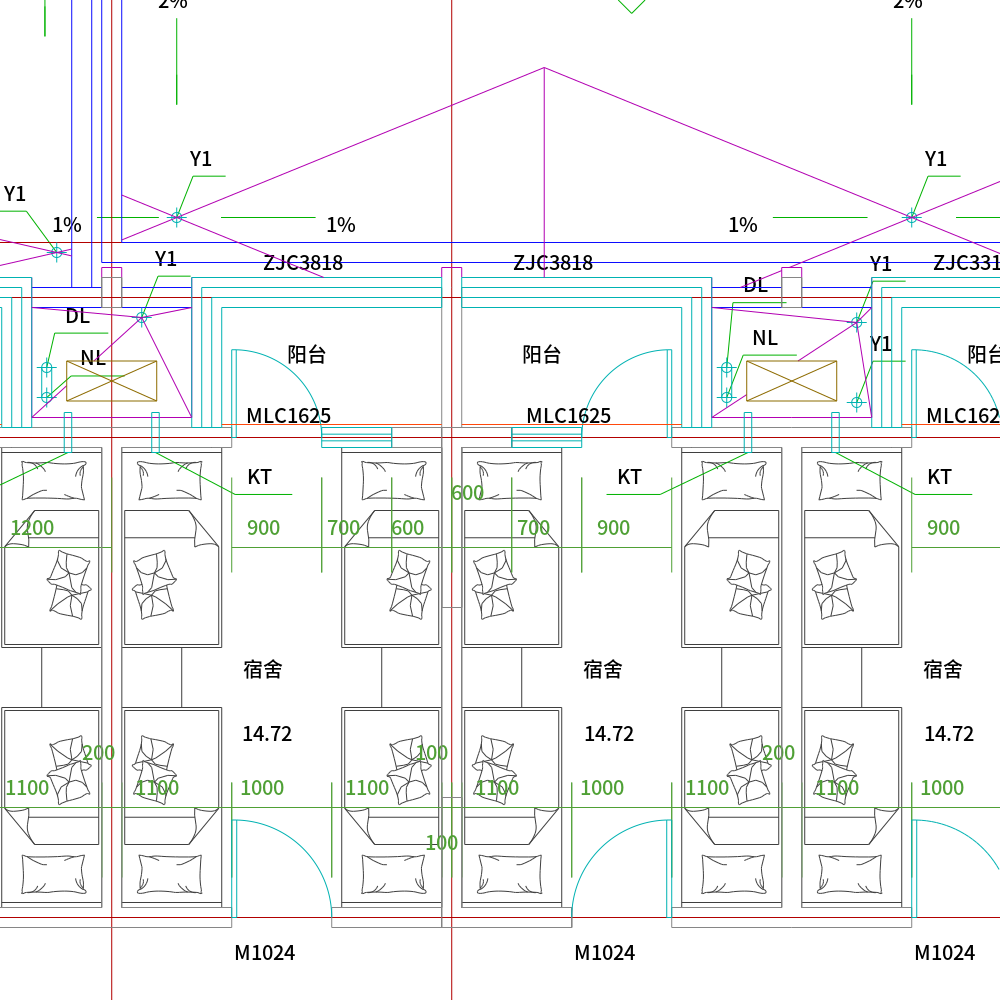 2% 2%
Y1 Y1
Y1
1% 1% 1%
Y1 ZJC3818 ZJC3818 Y1 ZJC331
DL DL
NL NL Y1
阳台 阳台 阳台
MLC1625 MLC1625 MLC162
KT KT KT
600
1200 900 700 600 700 900 900
宿舍 宿舍 宿舍
14.72 14.72 14.72
200 100 200
1100 1100 1000 1100 1100 1000 1100 1100 1000
100
M1024 M1024 M1024